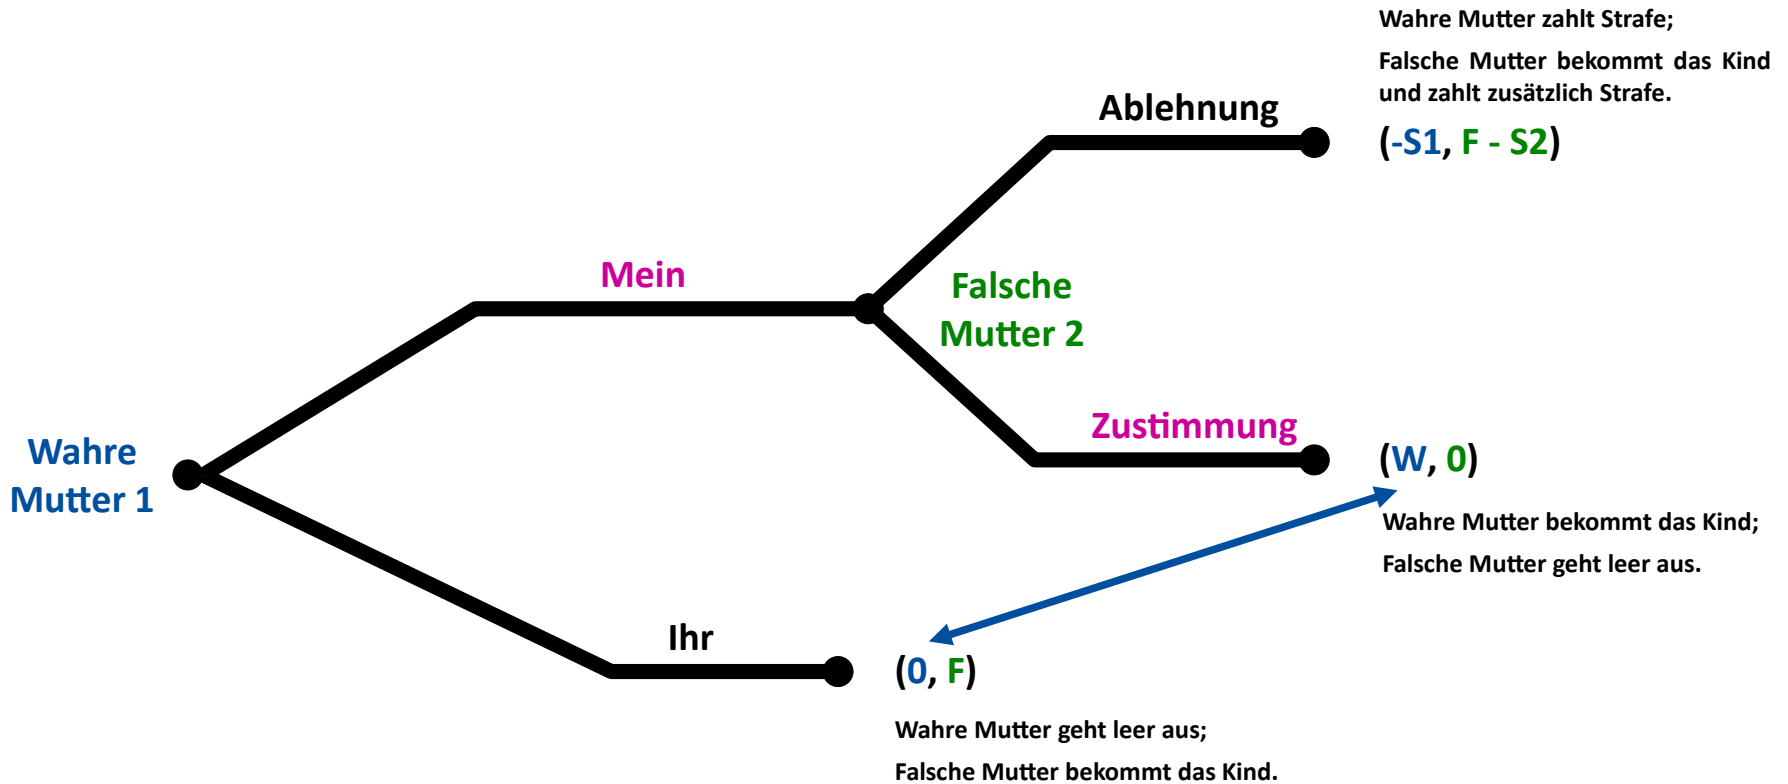 Wahre Mutter zahlt Strafe;
Falsche Mutter bekommt das Kind
und zahlt zusätzlich Strafe.
Ablehnung
(-S1, F - S2)
Mein
Falsche
Mutter 2
Zustimmung
Wahre
Mutter 1
(W, 0)
Wahre Mutter bekommt das Kind;
Falsche Mutter geht leer aus.
Ihr
(0, F)
Wahre Mutter geht leer aus;
Falsche Mutter bekommt das Kind.